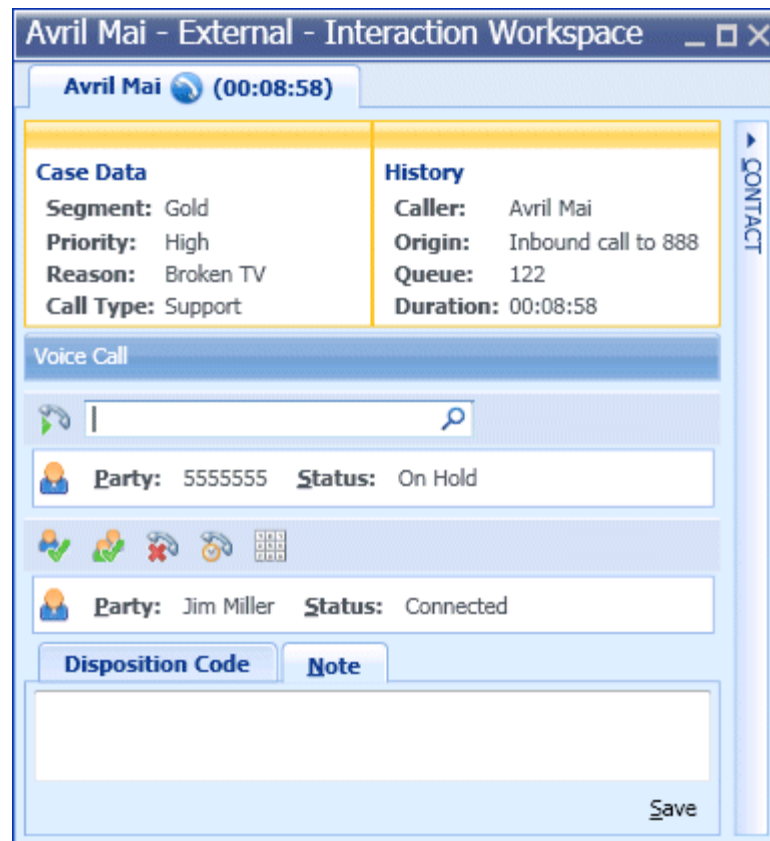 Avril Mai - External - Interaction Workspace
Avril Mai (00:08:58)
Case Data
Segment: Gold
Priority: High
Reason: Broken TV
Call Type: Support
History
Caller: Avril Mai
Origin: Inbound call to 888
Queue: 122
Duration: 00:08:58
CONTACT
Voice Call
Party: 5555555 Status: On Hold
Party: Jim Miller Status: Connected
Disposition Code Note
Save